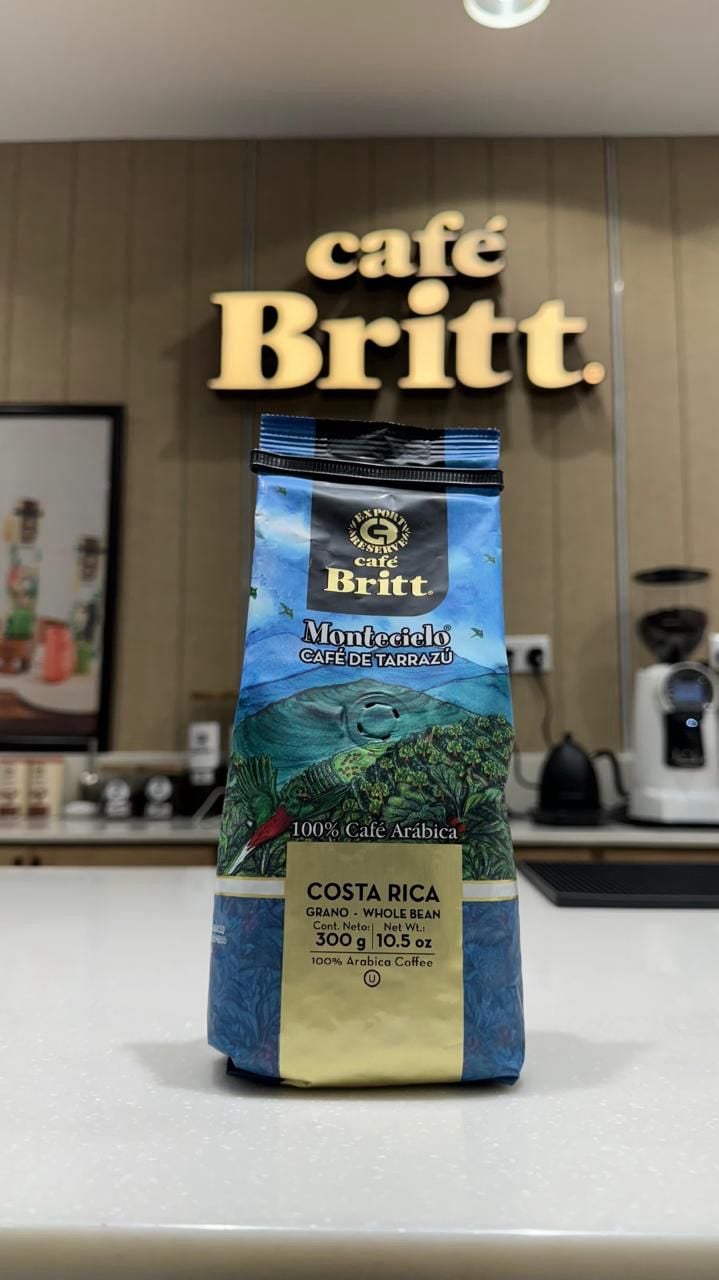 café
Britt.
EXPORT
RESERVE
café
Britt®
Montecielo®
CAFÉ DE TARRAZÚ
100% Café Arábica
COSTA RICA
GRANO - WHOLE BEAN
Cont. Neto: Net Wt.:
300 g 10.5 oz
100% Arabica Coffee
U